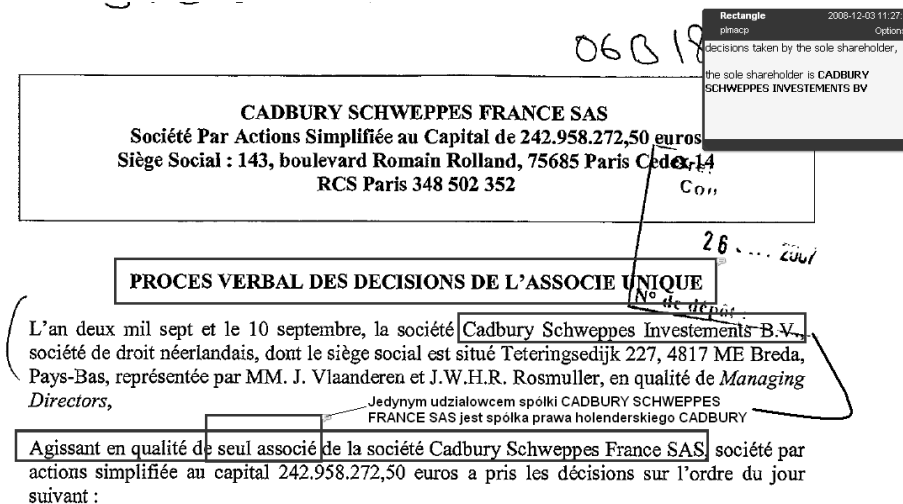 06B18
Rectangle 2008-12-03 11:27:
plmacp Options
decisions taken by the sole shareholder,
the sole shareholder is CADBURY
SCHWEPPES INVESTEMENTS BV
CADBURY SCHWEPPES FRANCE SAS
Société Par Actions Simplifiée au Capital de 242.958.272,50 euros
Siège Social : 143, boulevard Romain Rolland, 75685 Paris Cedex 14
RCS Paris 348 502 352
26
PROCES VERBAL DES DECISIONS DE L'ASSOCIE UNIQUE
N° de dépôt :
L'an deux mil sept et le 10 septembre, la société Cadbury Schweppes Investements B.V.,
société de droit néerlandais, dont le siège social est situé Teteringsedijk 227, 4817 ME Breda,
Pays-Bas, représentée par MM. J. Vlaanderen et J.W.H.R. Rosmuller, en qualité de Managing
Directors,
Jedynym udzialowcem spólki CADBURY SCHWEPPES
FRANCE SAS jest spólka prawa holenderskiego CADBURY
Agissant en qualité de seul associé de la société Cadbury Schweppes France SAS, société par
actions simplifiée au capital 242.958.272,50 euros a pris les décisions sur l'ordre du jour
suivant :